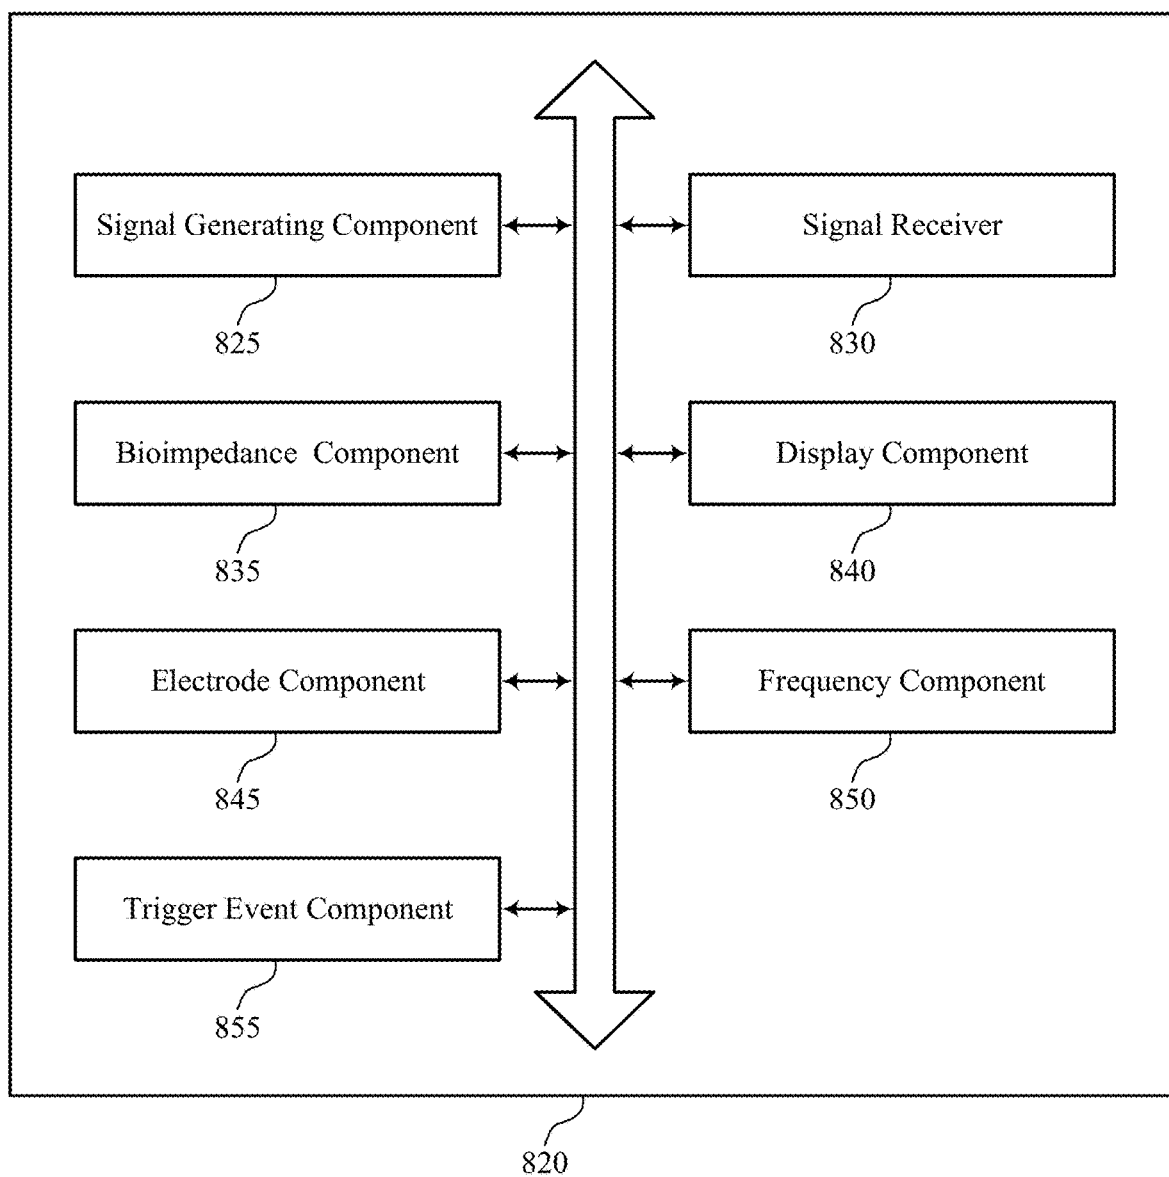 Signal Generating Component
825
Signal Receiver
830
Bioimpedance Component
835
Display Component
840
Electrode Component
845
Frequency Component
850
Trigger Event Component
855
820